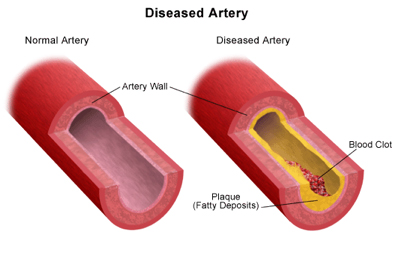 Diseased Artery
Normal Artery
Diseased Artery
Artery Wall
Blood Clot
Plaque
(Fatty Deposits)